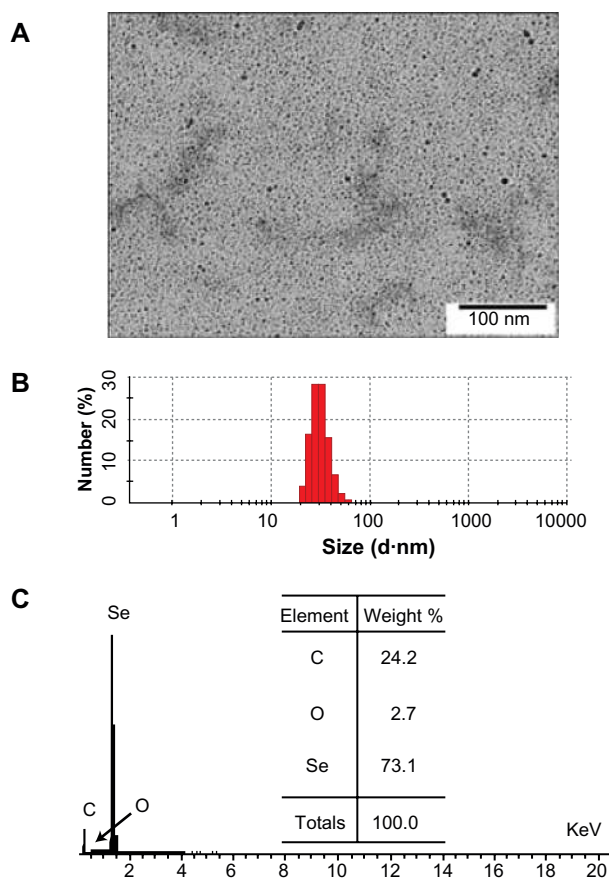 A
100 nm
B
Number (%)
30
20
10
0
1 10 100 1000 10000
Size (d·nm)
C
Se
C
O
Element Weight %
C 24.2
O 2.7
Se 73.1
Totals 100.0
KeV
2 4 6 8 10 12 14 16 18 20